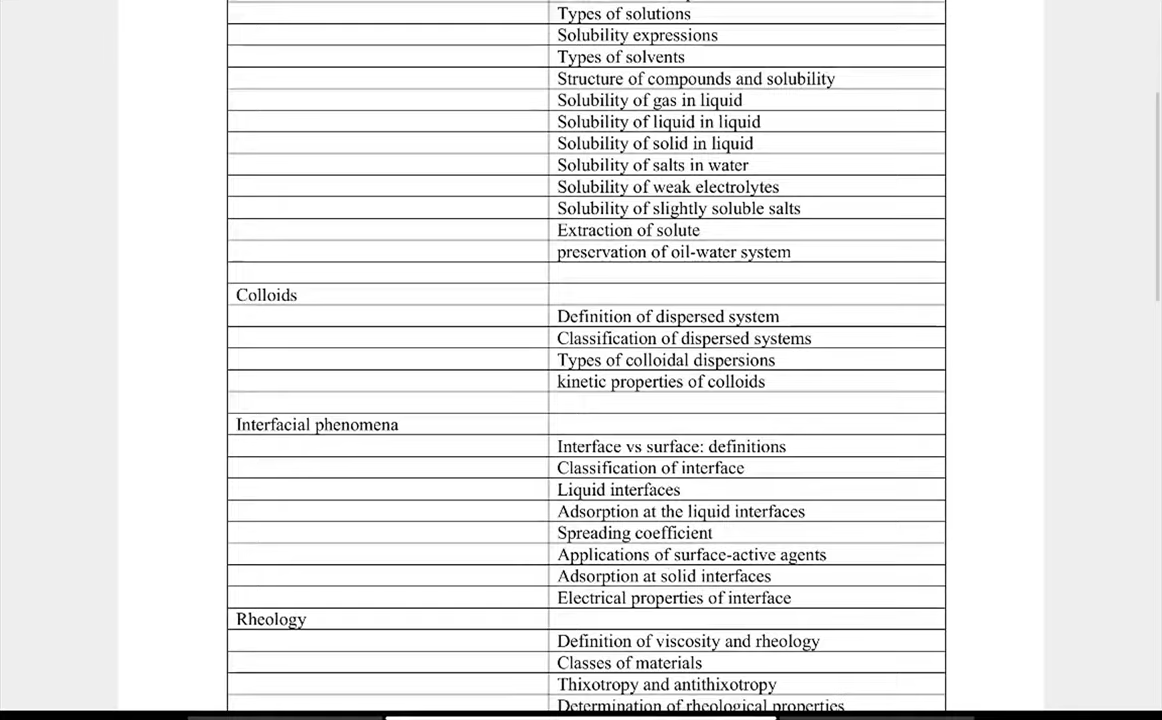 Types of solutions
Solubility expressions
Types of solvents
Structure of compounds and solubility
Solubility of gas in liquid
Solubility of liquid in liquid
Solubility of solid in liquid
Solubility of salts in water
Solubility of weak electrolytes
Solubility of slightly soluble salts
Extraction of solute
preservation of oil-water system
Colloids
Definition of dispersed system
Classification of dispersed systems
Types of colloidal dispersions
kinetic properties of colloids
Interfacial phenomena
Interface vs surface: definitions
Classification of interface
Liquid interfaces
Adsorption at the liquid interfaces
Spreading coefficient
Applications of surface-active agents
Adsorption at solid interfaces
Electrical properties of interface
Rheology
Definition of viscosity and rheology
Classes of materials
Thixotropy and antithixotropy
Determination of rheological properties